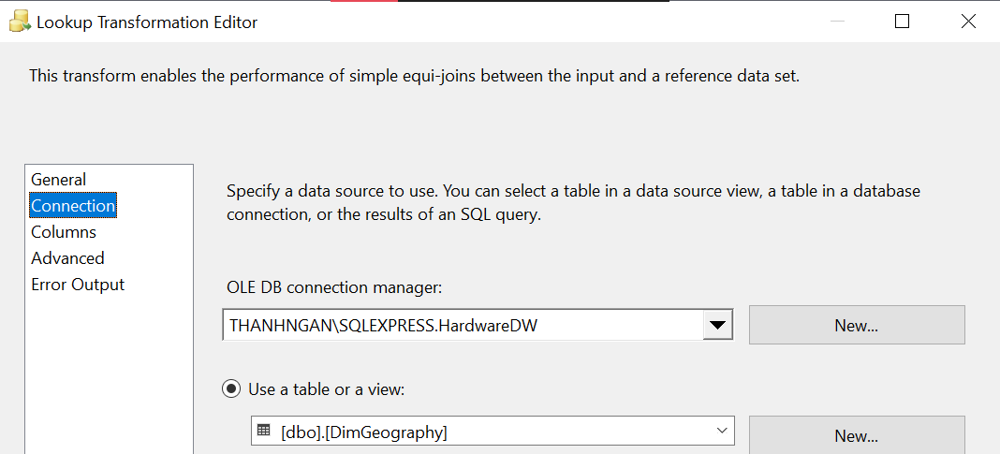 Lookup Transformation Editor
This transform enables the performance of simple equi-joins between the input and a reference data set.
General
Connection
Columns
Advanced
Error Output
Specify a data source to use. You can select a table in a data source view, a table in a database
connection, or the results of an SQL query.
OLE DB connection manager:
THANHNGAN\SQLEXPRESS.HardwareDW
New...
Use a table or a view:
[dbo].[DimGeography]
New...